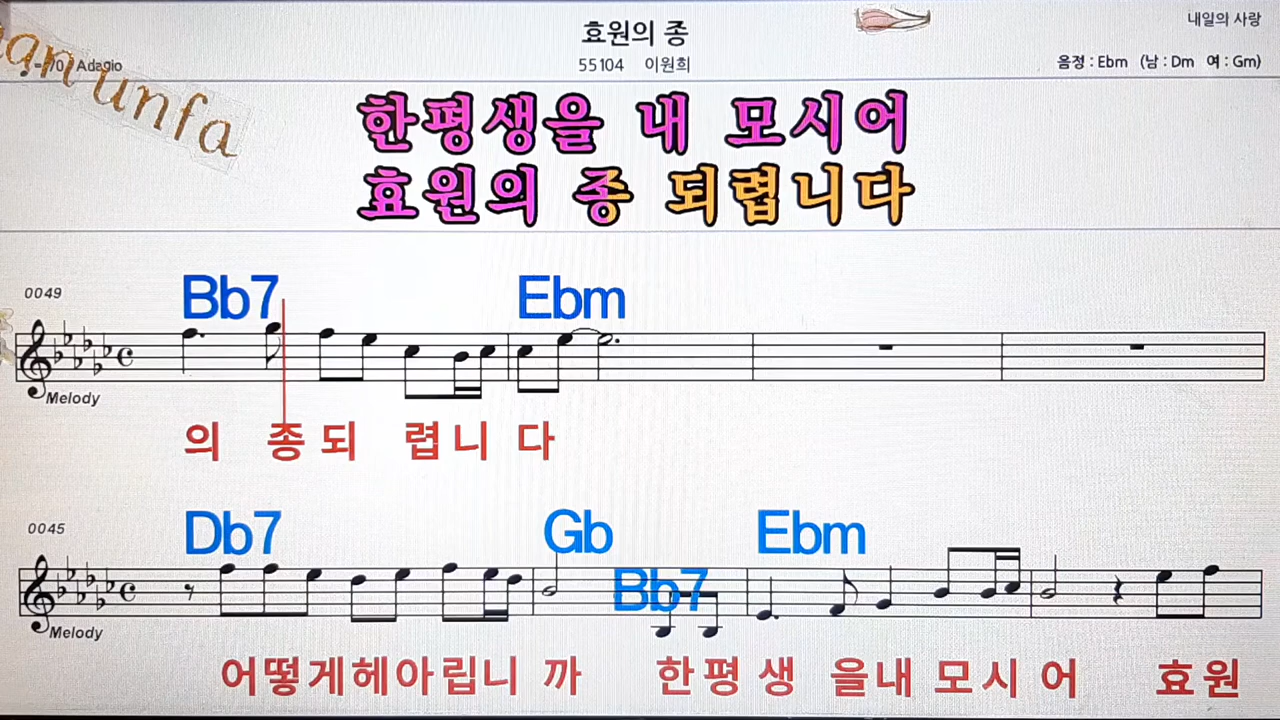 효원의 종
내일의 사랑
Adagio
55104 이원희
음정 : Ebm (남 : Dm 여 : Gm)
unfa
한평생을 내 모시어
효원의 종 되렵니다
0049
Bb7 Ebm
Melody
의 종되 렵니 다
0045
Db7 Gb Bb7 Ebm
Melody
어떻게헤아립니 까 한평 생 을내 모시 어 효원